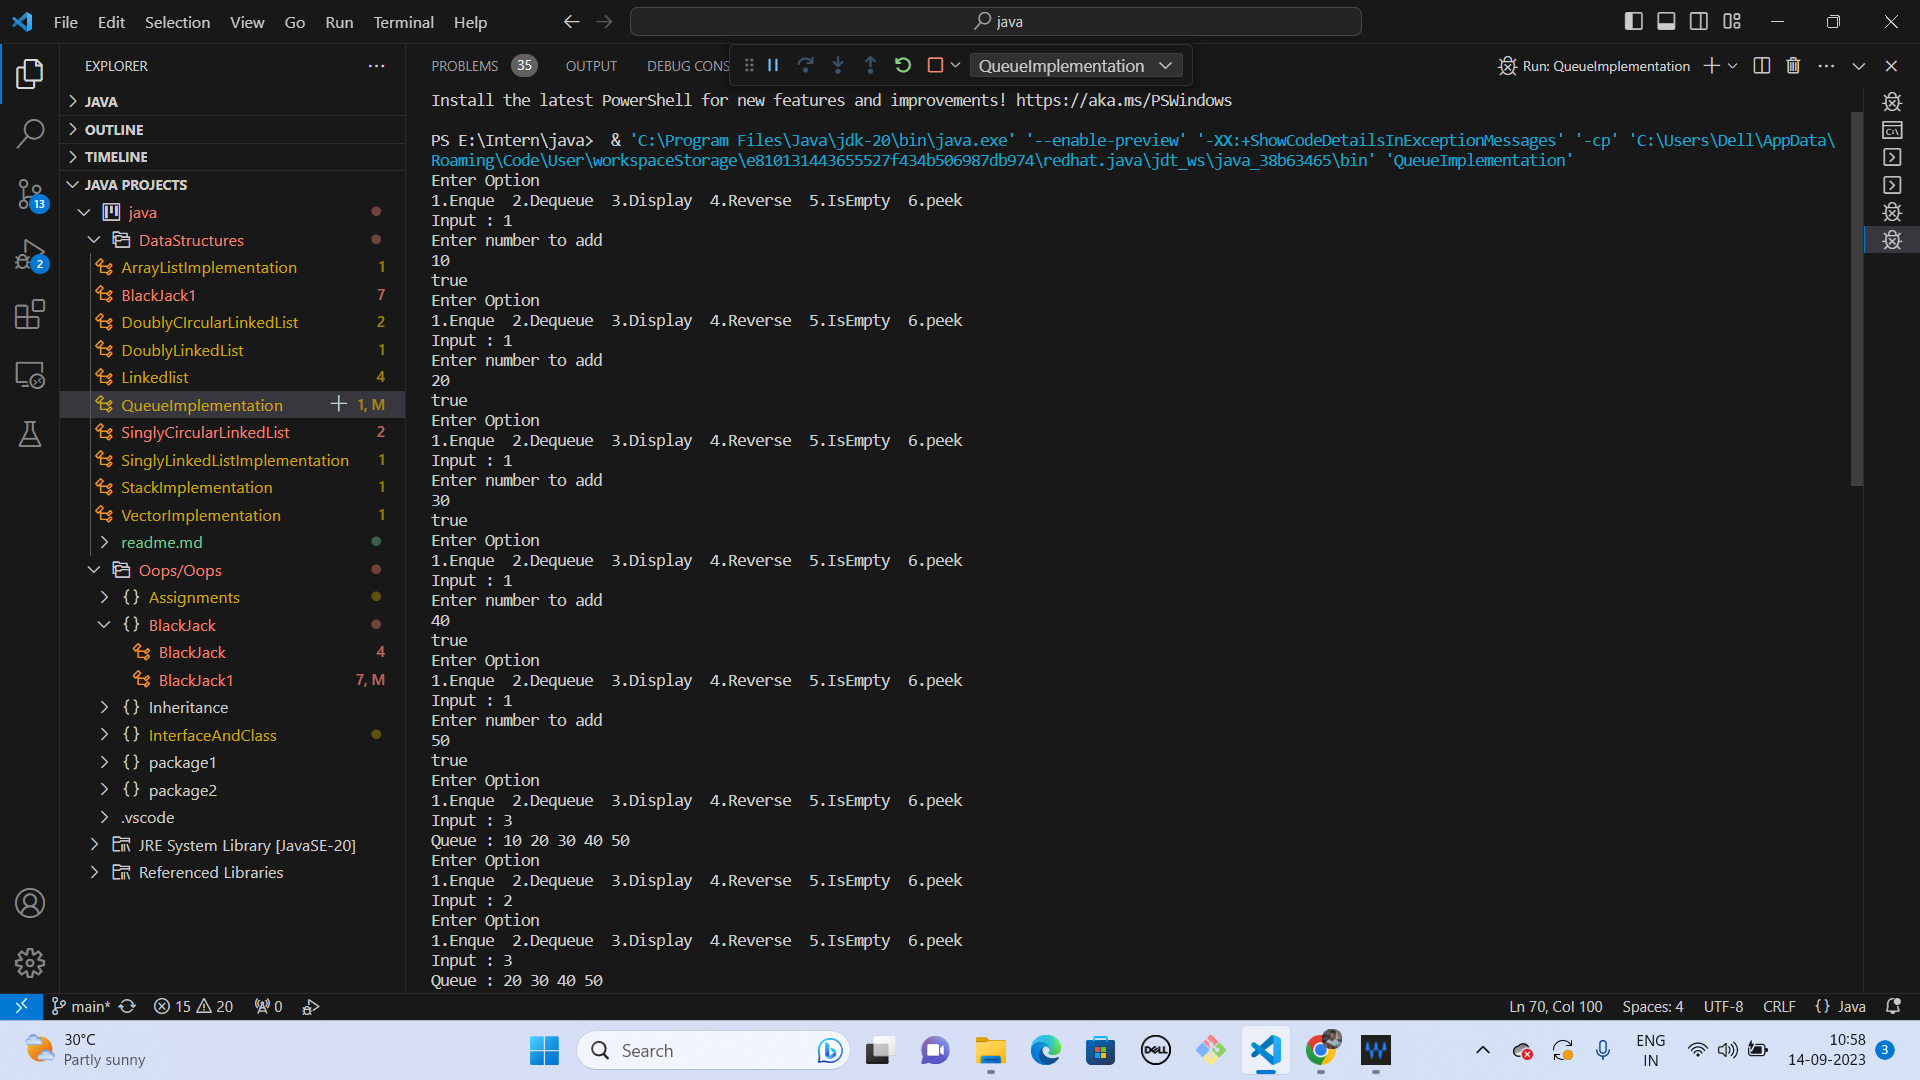 File Edit Selection View Go Run Terminal Help
java
EXPLORER
JAVA
OUTLINE
TIMELINE
JAVA PROJECTS
java
DataStructures
ArrayListImplementation 1
BlackJack1 7
DoublyCIrcularLinkedList 2
DoublyLinkedList 1
Linkedlist 4
QueueImplementation 1, M
SinglyCircularLinkedList 2
SinglyLinkedListImplementation 1
StackImplementation 1
VectorImplementation 1
readme.md
Oops/Oops
Assignments
BlackJack
BlackJack 4
BlackJack1 7, M
Inheritance
InterfaceAndClass
package1
package2
.vscode
JRE System Library [JavaSE-20]
Referenced Libraries
13
2
PROBLEMS 35 OUTPUT DEBUG CONS
QueueImplementation
Run: QueueImplementation
Install the latest PowerShell for new features and improvements! https://aka.ms/PSWindows
PS E:\Intern\java>  & 'C:\Program Files\Java\jdk-20\bin\java.exe' '--enable-preview' '-XX:+ShowCodeDetailsInExceptionMessages' '-cp' 'C:\Users\Dell\AppData\
Roaming\Code\User\workspaceStorage\e810131443655527f434b506987db974\redhat.java\jdt_ws\java_38b63465\bin' 'QueueImplementation'
Enter Option
1.Enque  2.Dequeue  3.Display  4.Reverse  5.IsEmpty  6.peek
Input : 1
Enter number to add
10
true
Enter Option
1.Enque  2.Dequeue  3.Display  4.Reverse  5.IsEmpty  6.peek
Input : 1
Enter number to add
20
true
Enter Option
1.Enque  2.Dequeue  3.Display  4.Reverse  5.IsEmpty  6.peek
Input : 1
Enter number to add
30
true
Enter Option
1.Enque  2.Dequeue  3.Display  4.Reverse  5.IsEmpty  6.peek
Input : 1
Enter number to add
40
true
Enter Option
1.Enque  2.Dequeue  3.Display  4.Reverse  5.IsEmpty  6.peek
Input : 1
Enter number to add
50
true
Enter Option
1.Enque  2.Dequeue  3.Display  4.Reverse  5.IsEmpty  6.peek
Input : 3
Queue : 10 20 30 40 50
Enter Option
1.Enque  2.Dequeue  3.Display  4.Reverse  5.IsEmpty  6.peek
Input : 2
Enter Option
1.Enque  2.Dequeue  3.Display  4.Reverse  5.IsEmpty  6.peek
Input : 3
Queue : 20 30 40 50
main* 15 20 0 Ln 70, Col 100 Spaces: 4 UTF-8 CRLF {} Java
30°C
Partly sunny
Search
DELL
ENG
IN
10:58
14-09-2023
3